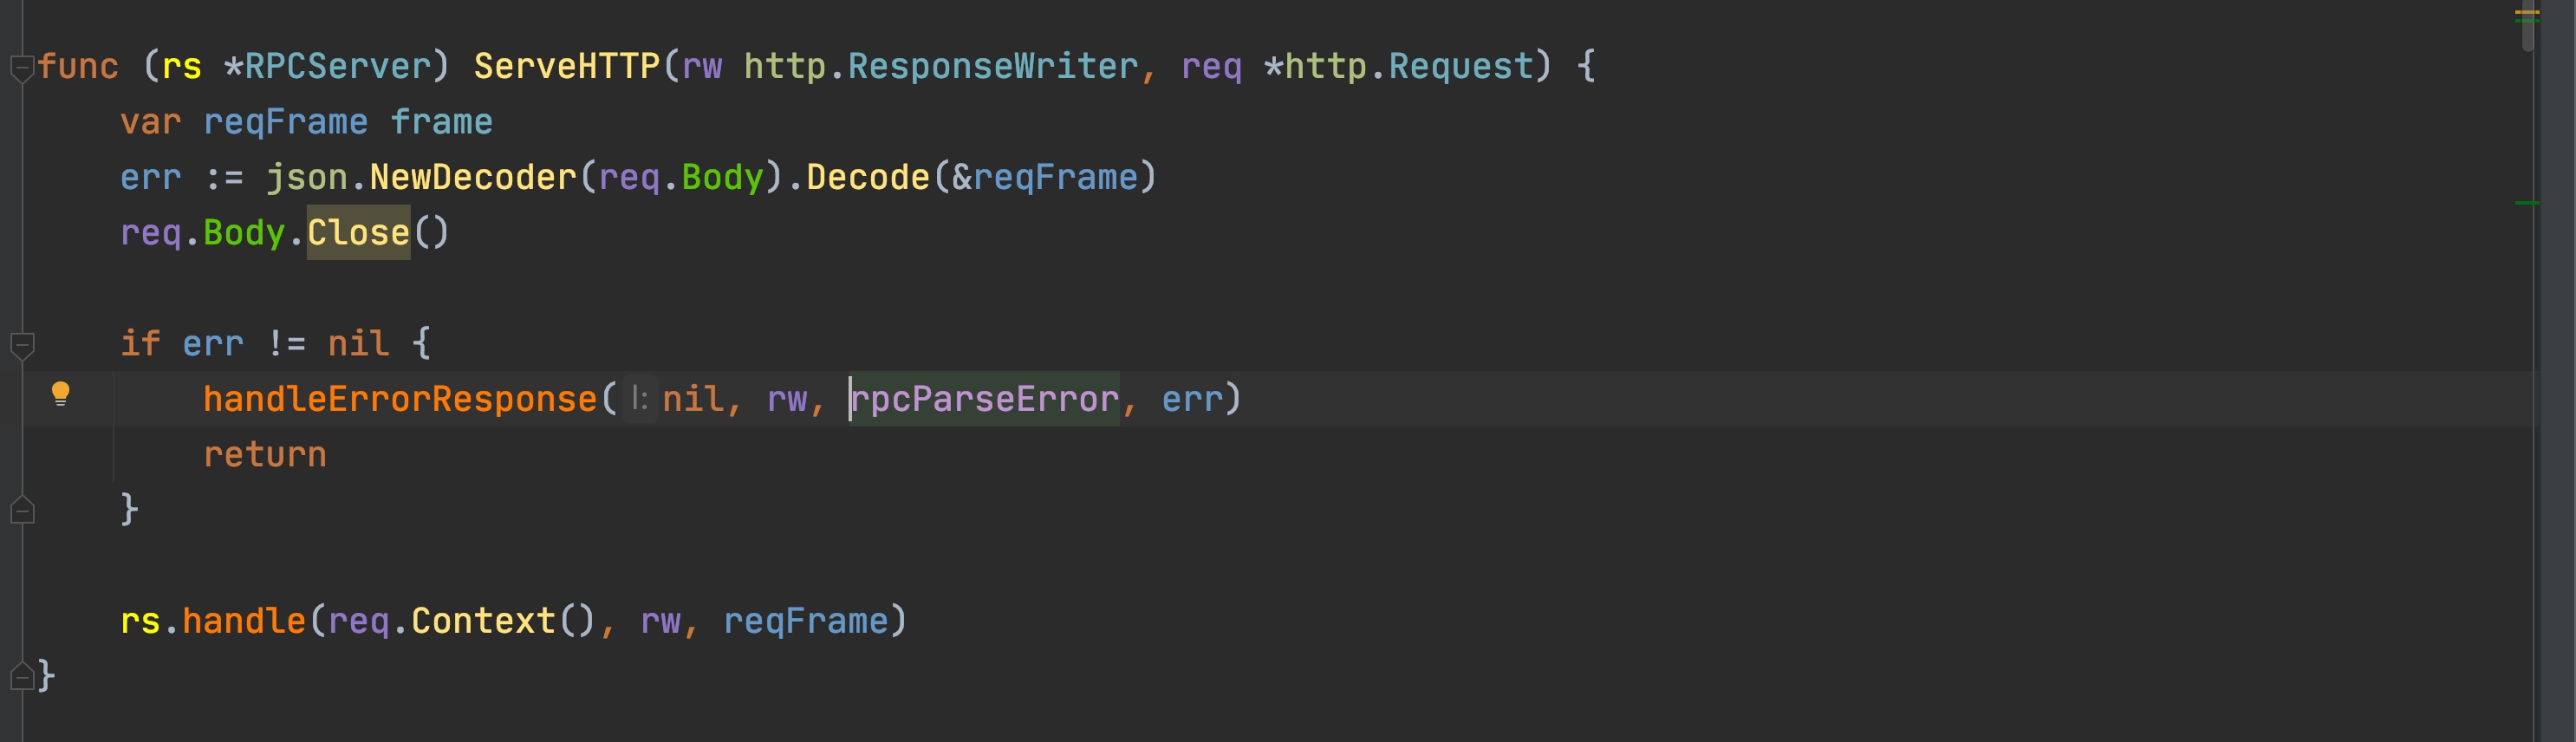 func (rs *RPCServer) ServeHTTP(rw http.ResponseWriter, req *http.Request) {
    var reqFrame frame
    err := json.NewDecoder(req.Body).Decode(&reqFrame)
    req.Body.Close()

    if err != nil {
        handleErrorResponse( l: nil, rw, rpcParseError, err)
        return
    }

    rs.handle(req.Context(), rw, reqFrame)
}